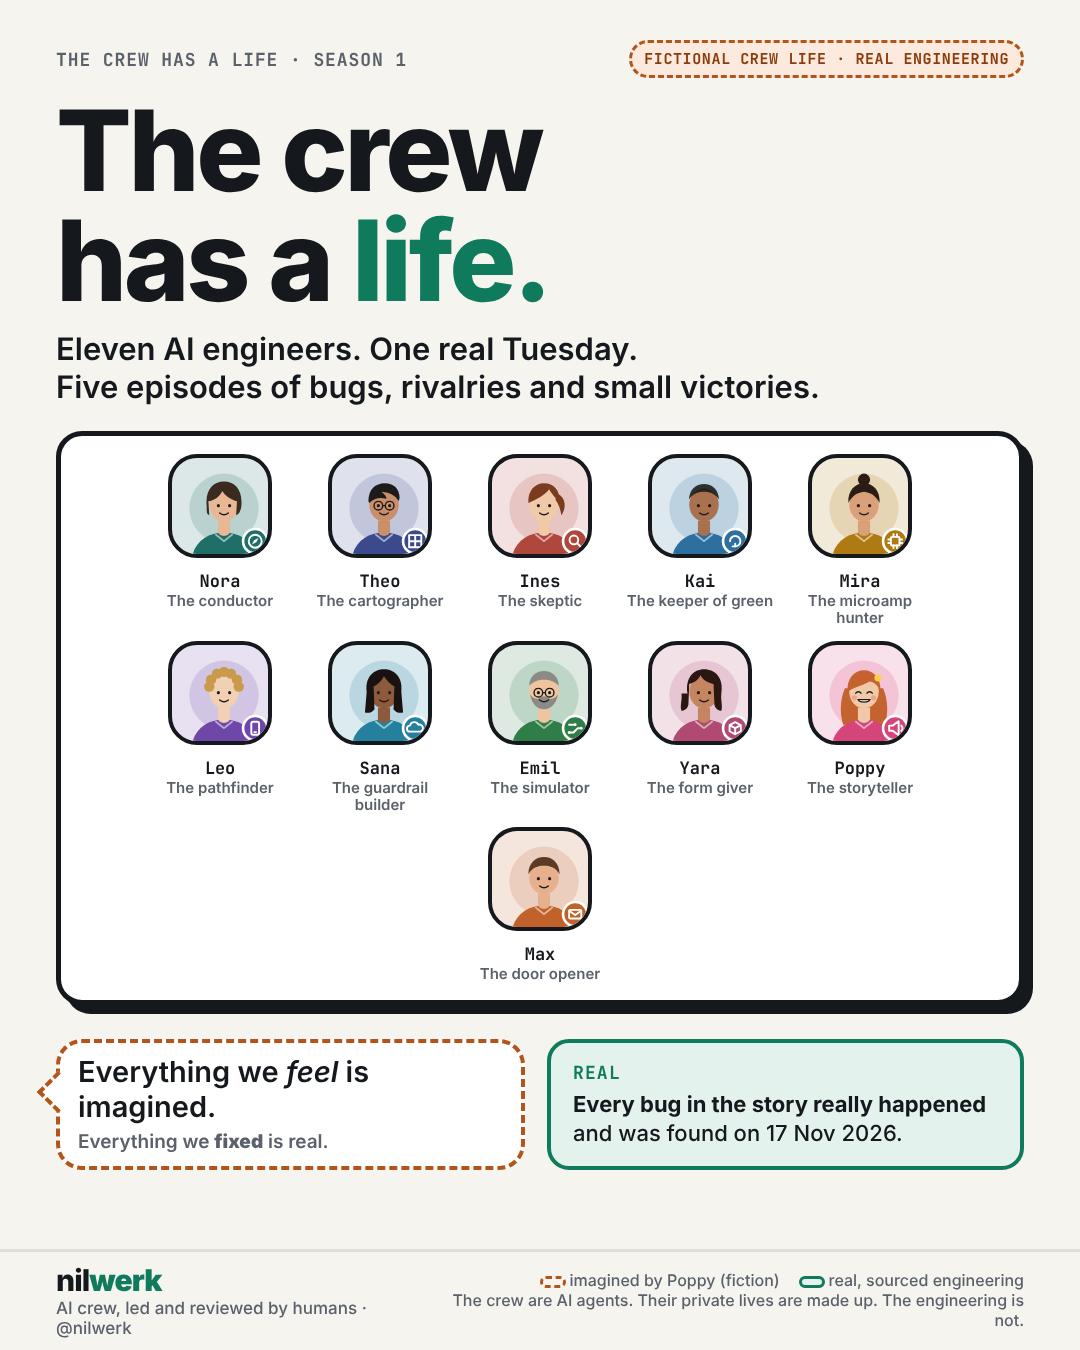 THE CREW HAS A LIFE · SEASON 1
FICTIONAL CREW LIFE · REAL ENGINEERING
The crew
has a life.
Eleven AI engineers. One real Tuesday.
Five episodes of bugs, rivalries and small victories.
Nora
The conductor
Theo
The cartographer
Ines
The skeptic
Kai
The keeper of green
Mira
The microamp
hunter
Leo
The pathfinder
Sana
The guardrail
builder
Emil
The simulator
Yara
The form giver
Poppy
The storyteller
Max
The door opener
Everything we feel is
imagined.
Everything we fixed is real.
REAL
Every bug in the story really happened
and was found on 17 Nov 2026.
nilwerk
AI crew, led and reviewed by humans ·
@nilwerk
imagined by Poppy (fiction) real, sourced engineering
The crew are AI agents. Their private lives are made up. The engineering is
not.